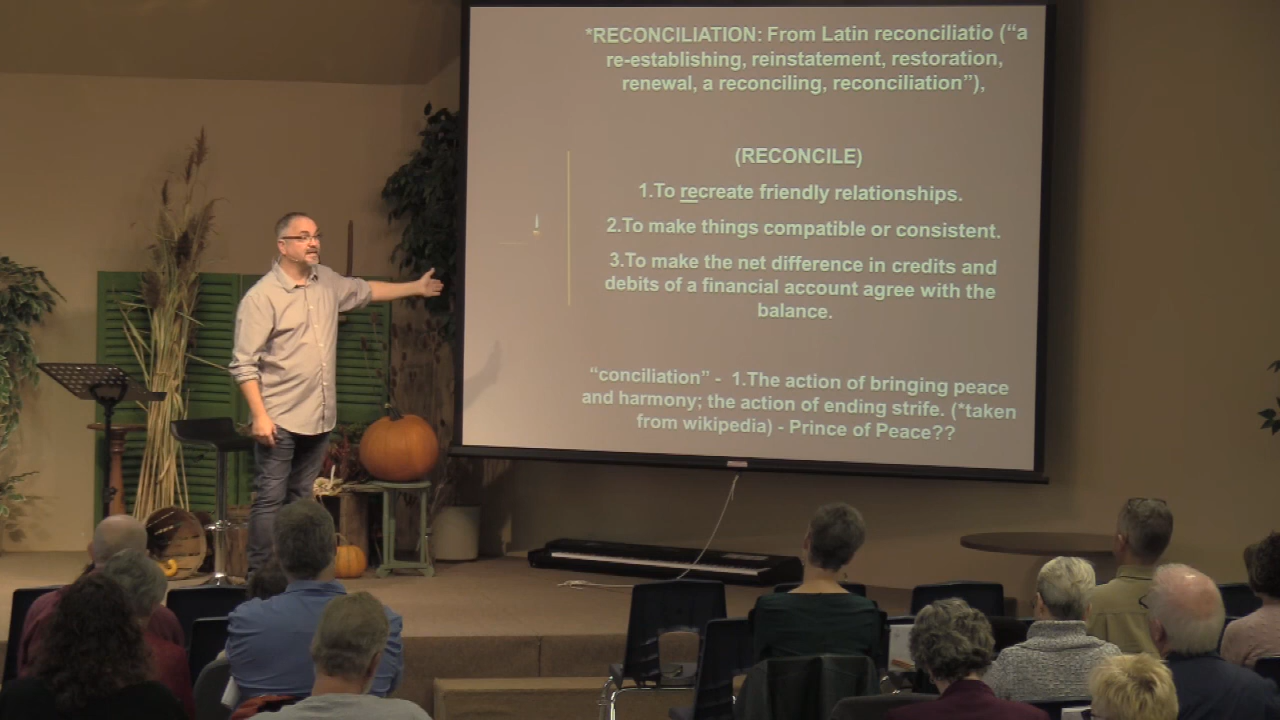 *RECONCILIATION: From Latin reconciliatio (“a
re-establishing, reinstatement, restoration,
renewal, a reconciling, reconciliation”),
(RECONCILE)
1.To recreate friendly relationships.
2.To make things compatible or consistent.
3.To make the net difference in credits and
debits of a financial account agree with the
balance.
“conciliation” - 1.The action of bringing peace
and harmony; the action of ending strife. (*taken
from wikipedia) - Prince of Peace??